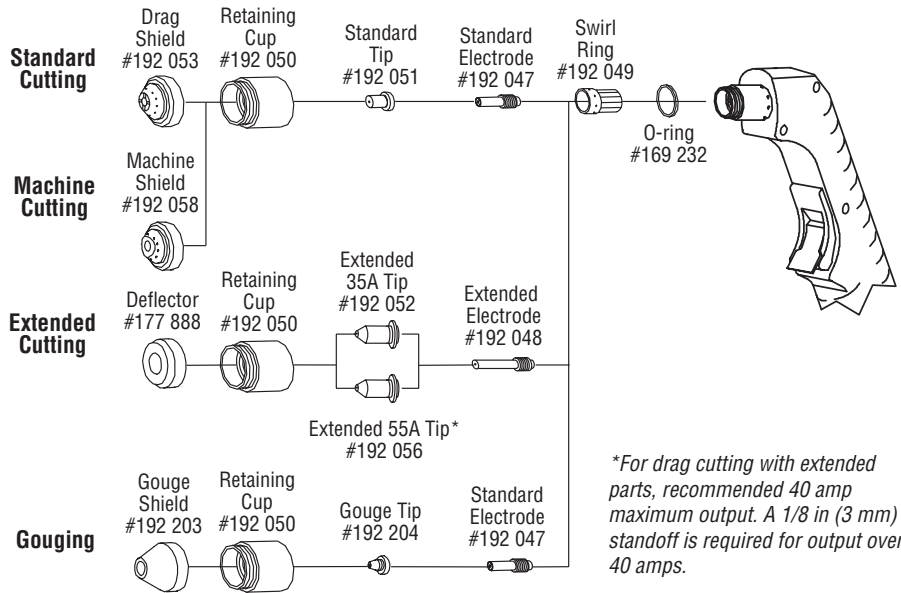 Standard
Cutting
Drag
Shield
#192 053
Retaining
Cup
#192 050
Standard
Tip
#192 051
Standard
Electrode
#192 047
Swirl
Ring
#192 049
O-ring
#169 232
Machine
Cutting
Machine
Shield
#192 058
Extended
Cutting
Deflector
#177 888
Retaining
Cup
#192 050
Extended
35A Tip
#192 052
Extended
Electrode
#192 048
Extended 55A Tip*
#192 056
Gouging
Gouge
Shield
#192 203
Retaining
Cup
#192 050
Gouge Tip
#192 204
Standard
Electrode
#192 047
*For drag cutting with extended
parts, recommended 40 amp
maximum output. A 1/8 in (3 mm)
standoff is required for output over
40 amps.